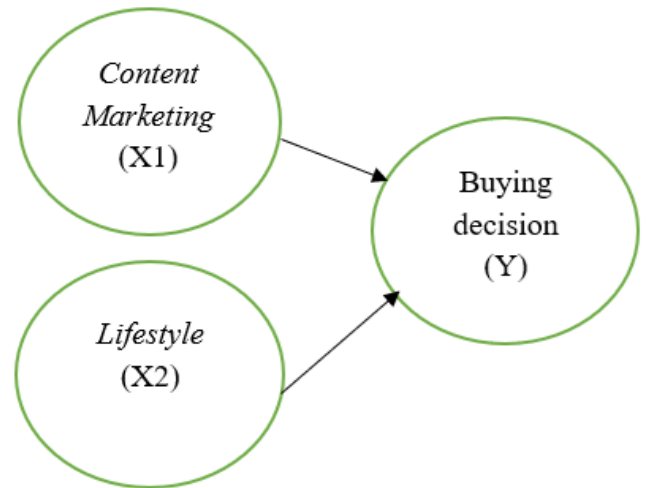 Content
Marketing
(X1)
Buying
decision
(Y)
Lifestyle
(X2)